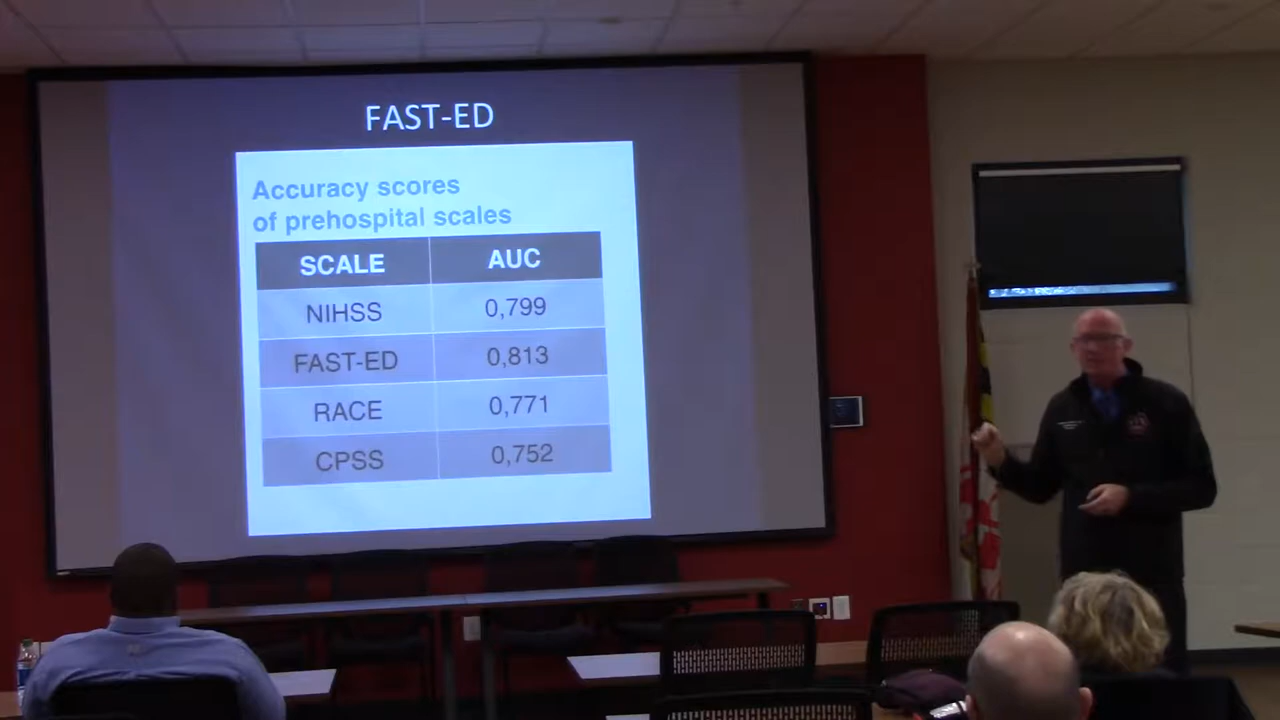 FAST-ED
Accuracy scores
of prehospital scales
SCALE AUC
NIHSS 0,799
FAST-ED 0,813
RACE 0,771
CPSS 0,752